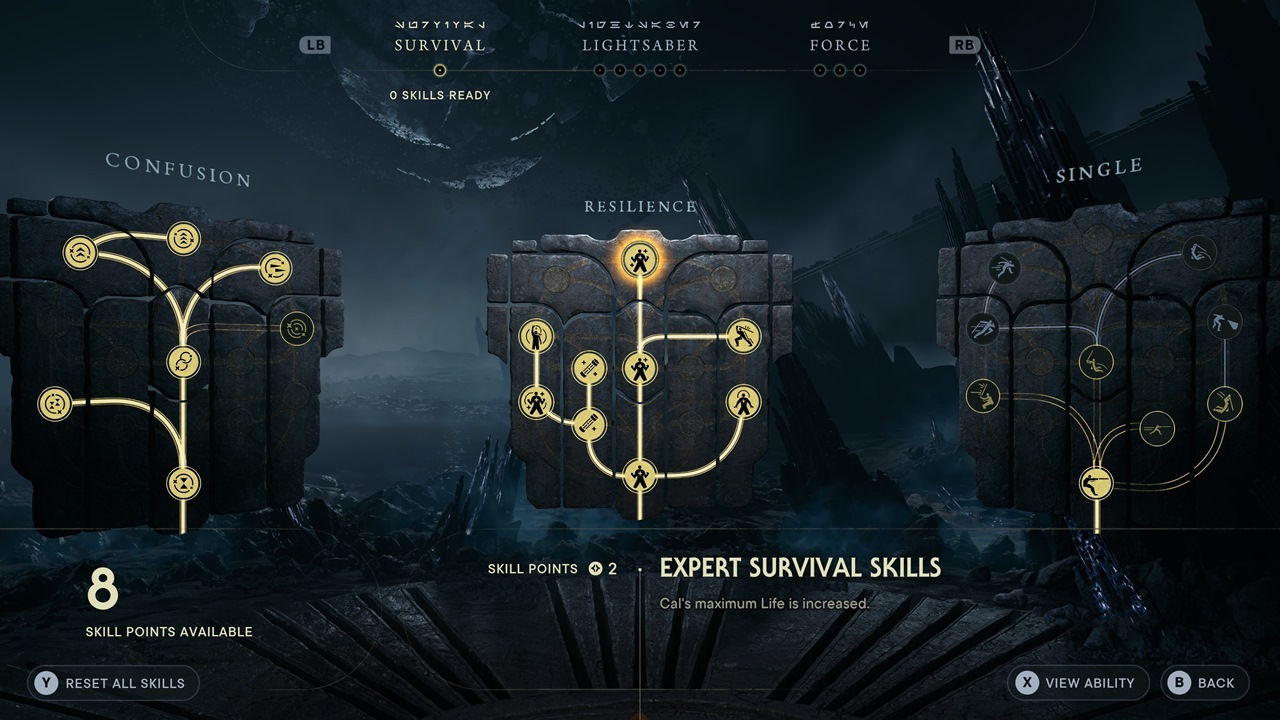 LB
SURVIVAL
LIGHTSABER
FORCE
RB
0 SKILLS READY
CONFUSION
RESILIENCE
SINGLE
8
SKILL POINTS AVAILABLE
SKILL POINTS 2
EXPERT SURVIVAL SKILLS
Cal's maximum Life is increased.
Y RESET ALL SKILLS
X VIEW ABILITY
B BACK